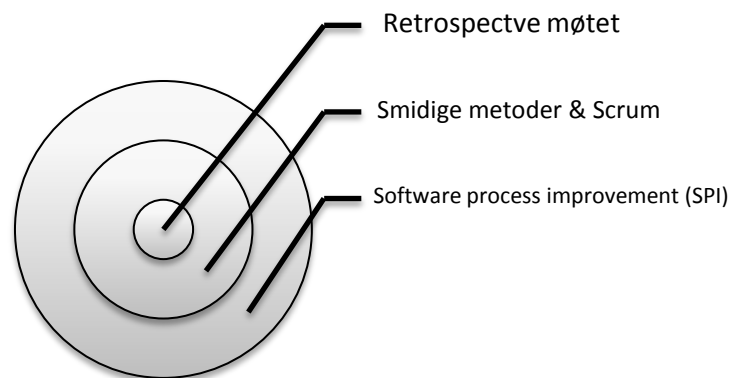 Retrospectve møtet
Smidige metoder & Scrum
Software process improvement (SPI)